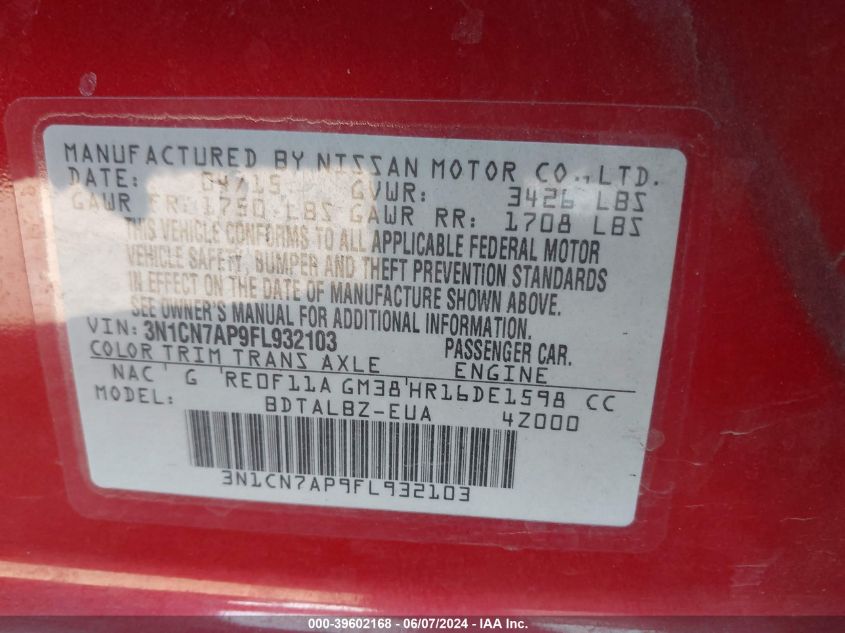 MANUFACTURED BY NISSAN MOTOR CO., LTD.
DATE: 04/15 GVWR: 3426 LBS
GAWR FR: 1750 LBS GAWR RR: 1708 LBS
THIS VEHICLE CONFORMS TO ALL APPLICABLE FEDERAL MOTOR
VEHICLE SAFETY, BUMPER AND THEFT PREVENTION STANDARDS
IN EFFECT ON THE DATE OF MANUFACTURE SHOWN ABOVE.
SEE OWNER'S MANUAL FOR ADDITIONAL INFORMATION.
VIN: 3N1CN7AP9FL932103 PASSENGER CAR.
COLOR TRIM TRANS AXLE ENGINE
NAC G RE0F11A GM38 HR16DE1598 CC
MODEL: BDTALBZ-EUA 4Z000
3N1CN7AP9FL932103
000-39602168 - 06/07/2024 - IAA Inc.